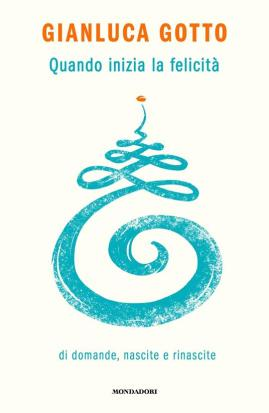 GIANLUCA GOTTO
Quando inizia la felicità
di domande, nascite e rinascite
MONDADORI